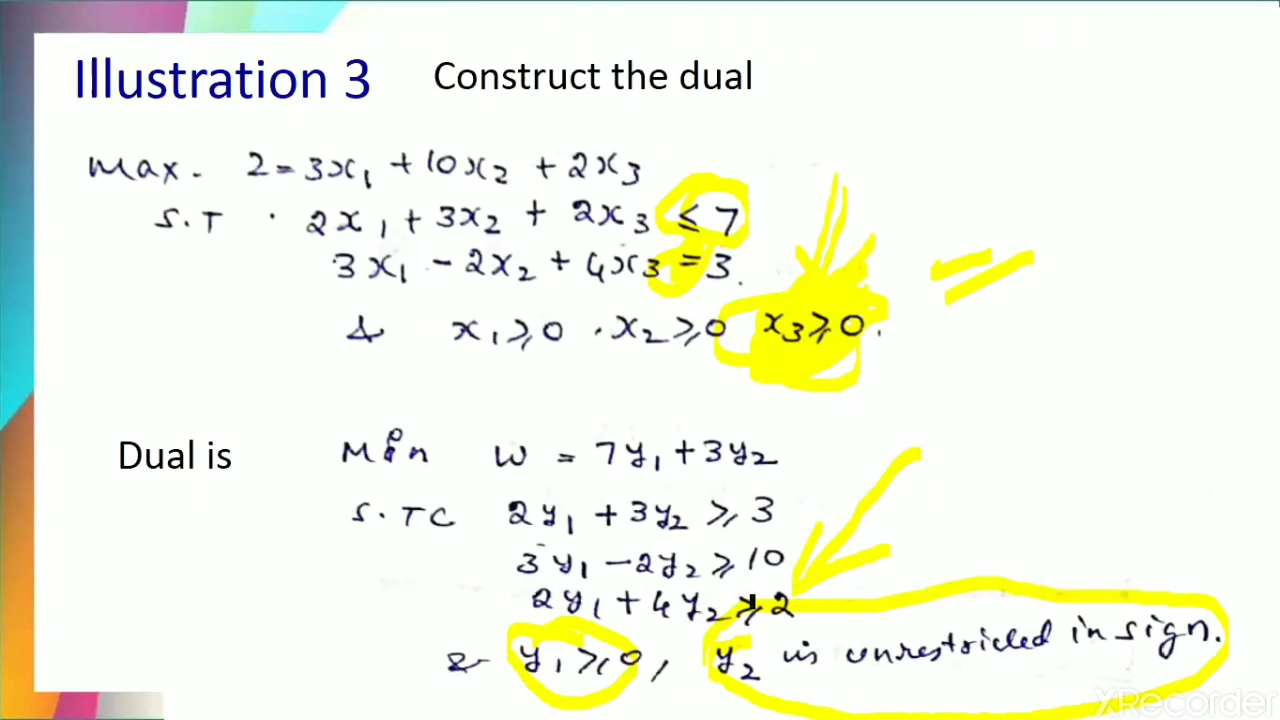 Illustration 3 Construct the dual
Max. Z = 3x₁ + 10x₂ + 2x₃
S.T 2x₁ + 3x₂ + 2x₃ ≤ 7
3x₁ - 2x₂ + 4x₃ = 3.
& x₁ ≥ 0 . x₂ ≥ 0 x₃ ≥ 0.
Dual is Min W = 7y₁ + 3y₂
S.TC 2y₁ + 3y₂ ≥ 3
3y₁ - 2y₂ ≥ 10
2y₁ + 4y₂ ≥ 2
& y₁ ≥ 0, y₂ is unrestricted in sign.
XRecorder